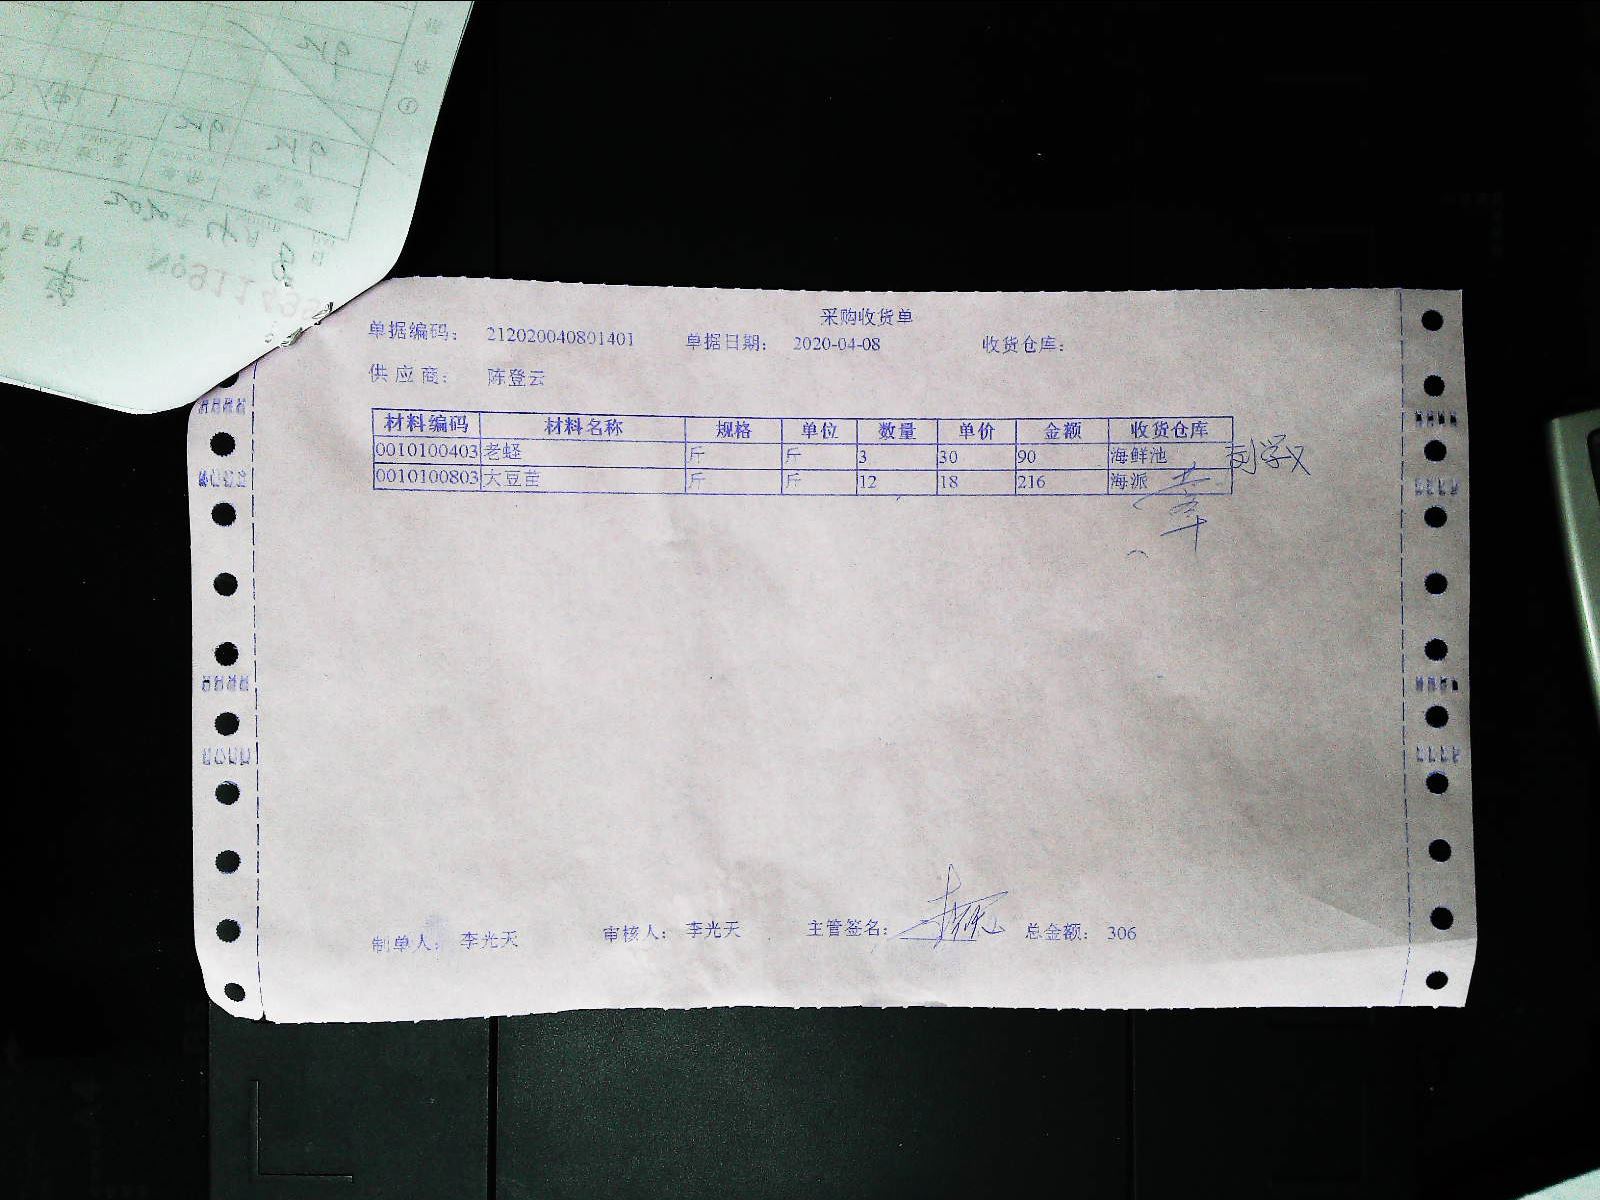 采购收货单
单据编码： 212020040801401 单据日期： 2020-04-08 收货仓库：
供应商： 陈登云
材料编码 材料名称 规格 单位 数量 单价 金额 收货仓库
0010100403 老蛏 斤 斤 3 30 90 海鲜池
0010100803 大豆苗 斤 斤 12 18 216 海派
制单人： 李光天 审核人： 李光天 主管签名： 总金额： 306